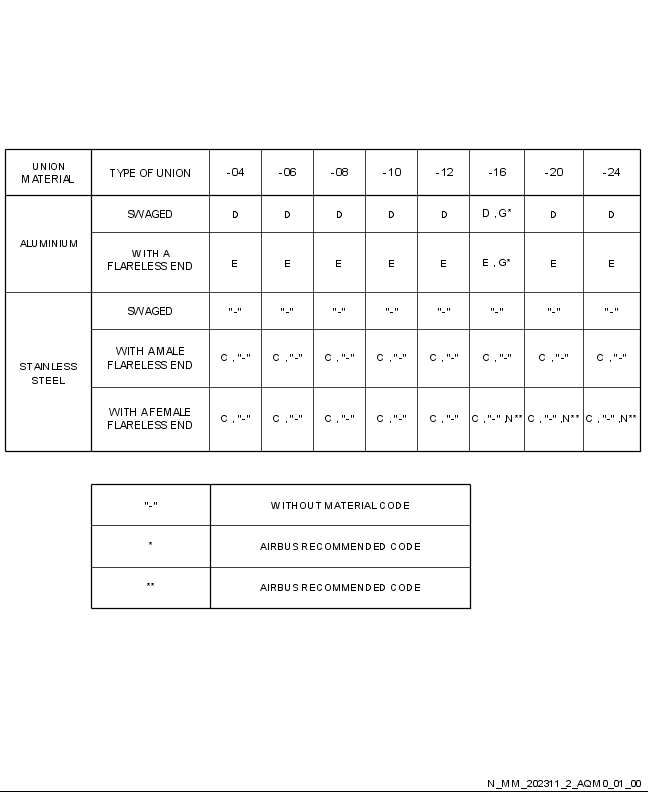 UNION MATERIAL TYPE OF UNION -04 -06 -08 -10 -12 -16 -20 -24
ALUMINIUM SWAGED D D D D D D , G* D D
WITH A FLARELESS END E E E E E E , G* E E
STAINLESS STEEL SWAGED "-" "-" "-" "-" "-" "-" "-" "-"
WITH A MALE FLARELESS END C , "-" C , "-" C , "-" C , "-" C , "-" C , "-" C , "-" C , "-"
WITH A FEMALE FLARELESS END C , "-" C , "-" C , "-" C , "-" C , "-" C , "-" ,N** C , "-" ,N** C , "-" ,N**
"-" WITHOUT MATERIAL CODE
* AIRBUS RECOMMENDED CODE
** AIRBUS RECOMMENDED CODE
N_MM_202311_2_AQM0_01_00